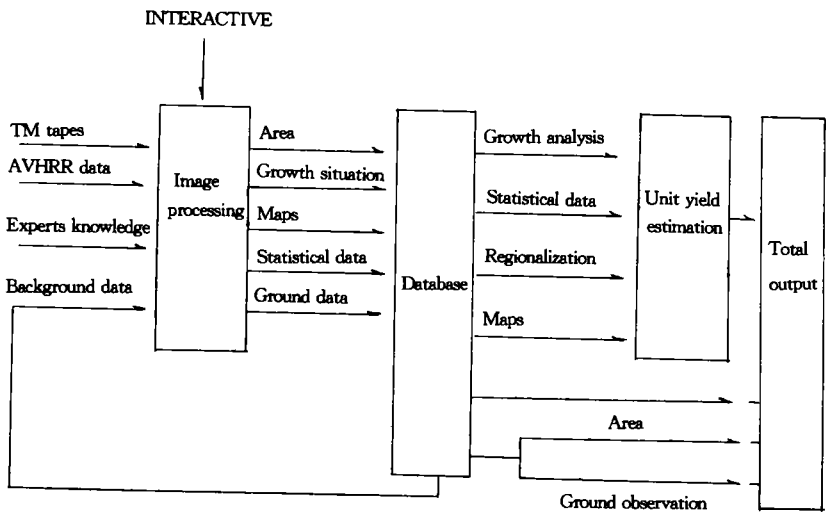 INTERACTIVE
TM tapes
AVHRR data
Experts knowledge
Background data
Image
processing
Area
Growth situation
Maps
Statistical data
Ground data
Database
Growth analysis
Statistical data
Regionalization
Maps
Unit yield
estimation
Total
output
Area
Ground observation